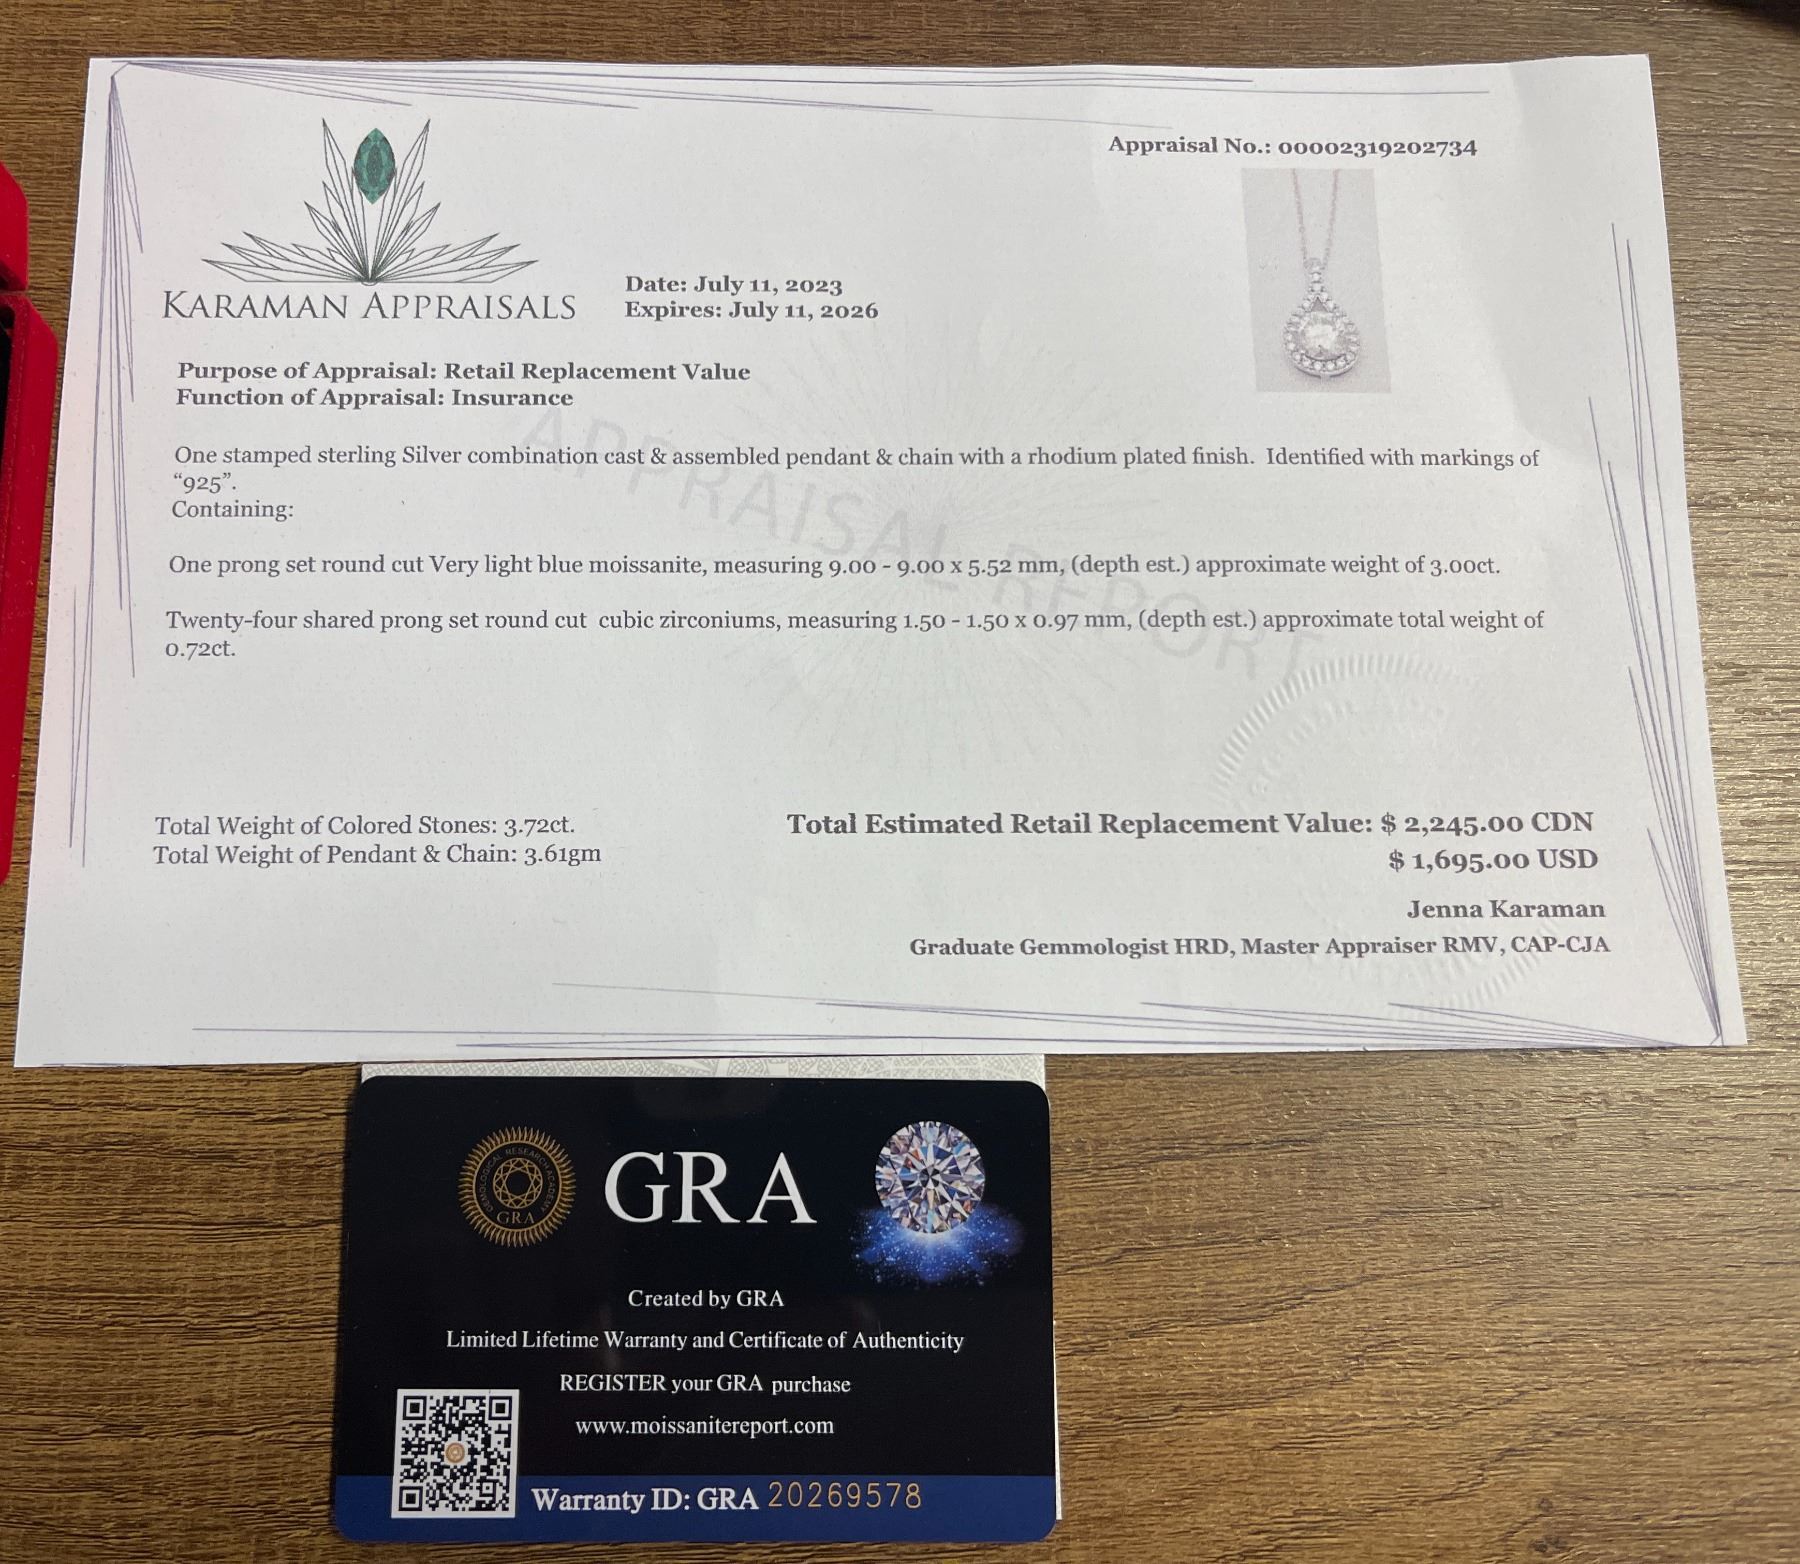 Appraisal No.: 00002319202734
KARAMAN APPRAISALS
Date: July 11, 2023
Expires: July 11, 2026
Purpose of Appraisal: Retail Replacement Value
Function of Appraisal: Insurance
One stamped sterling Silver combination cast & assembled pendant & chain with a rhodium plated finish.  Identified with markings of
“925”.
Containing:
One prong set round cut Very light blue moissanite, measuring 9.00 - 9.00 x 5.52 mm, (depth est.) approximate weight of 3.00ct.
Twenty-four shared prong set round cut  cubic zirconiums, measuring 1.50 - 1.50 x 0.97 mm, (depth est.) approximate total weight of
0.72ct.
APPRAISAL REPORT
Total Weight of Colored Stones: 3.72ct.
Total Weight of Pendant & Chain: 3.61gm
Total Estimated Retail Replacement Value: $ 2,245.00 CDN
$ 1,695.00 USD
Jenna Karaman
Graduate Gemmologist HRD, Master Appraiser RMV, CAP-CJA
GEMOLOGICAL RESEARCH ACADEMY
GRA
GRA
Created by GRA
Limited Lifetime Warranty and Certificate of Authenticity
REGISTER your GRA purchase
www.moissanitereport.com
Warranty ID: GRA 20269578